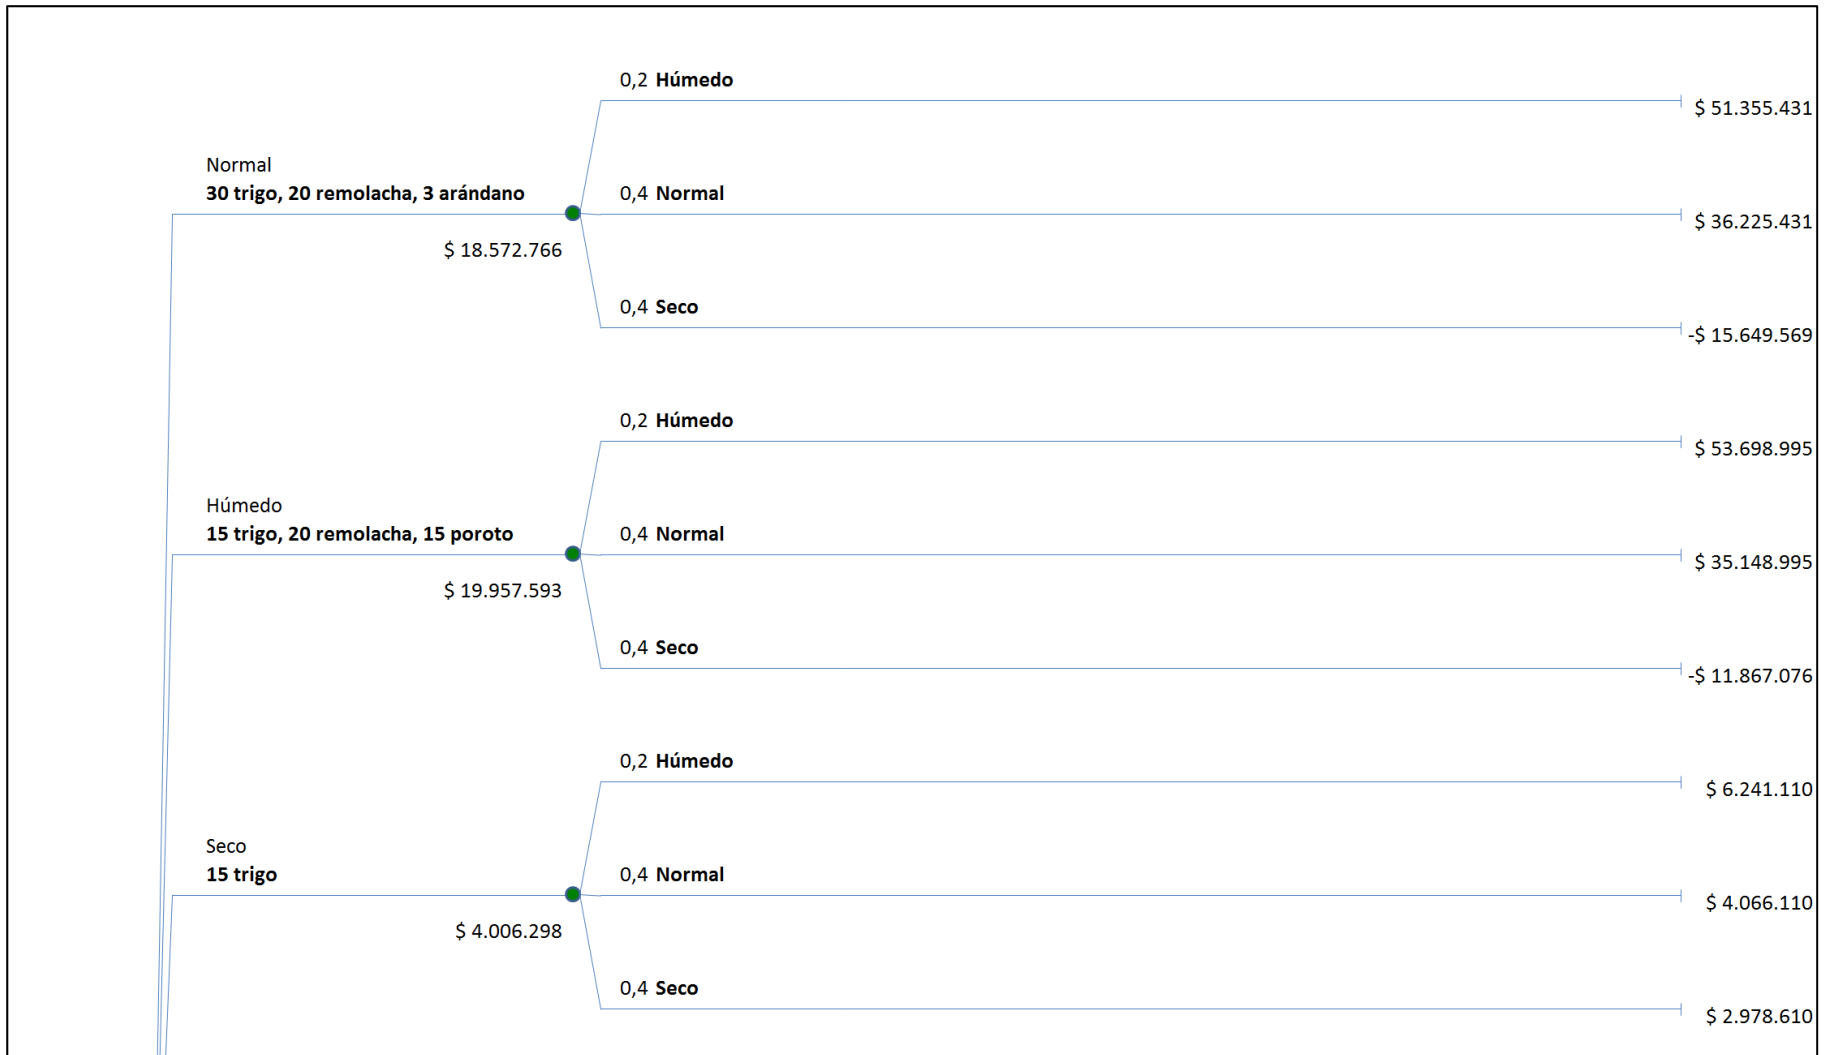 0,2 Húmedo
$ 51.355.431
Normal
30 trigo, 20 remolacha, 3 arándano
0,4 Normal
$ 36.225.431
$ 18.572.766
0,4 Seco
-$ 15.649.569
0,2 Húmedo
$ 53.698.995
Húmedo
15 trigo, 20 remolacha, 15 poroto
0,4 Normal
$ 35.148.995
$ 19.957.593
0,4 Seco
-$ 11.867.076
0,2 Húmedo
$ 6.241.110
Seco
15 trigo
0,4 Normal
$ 4.066.110
$ 4.006.298
0,4 Seco
$ 2.978.610